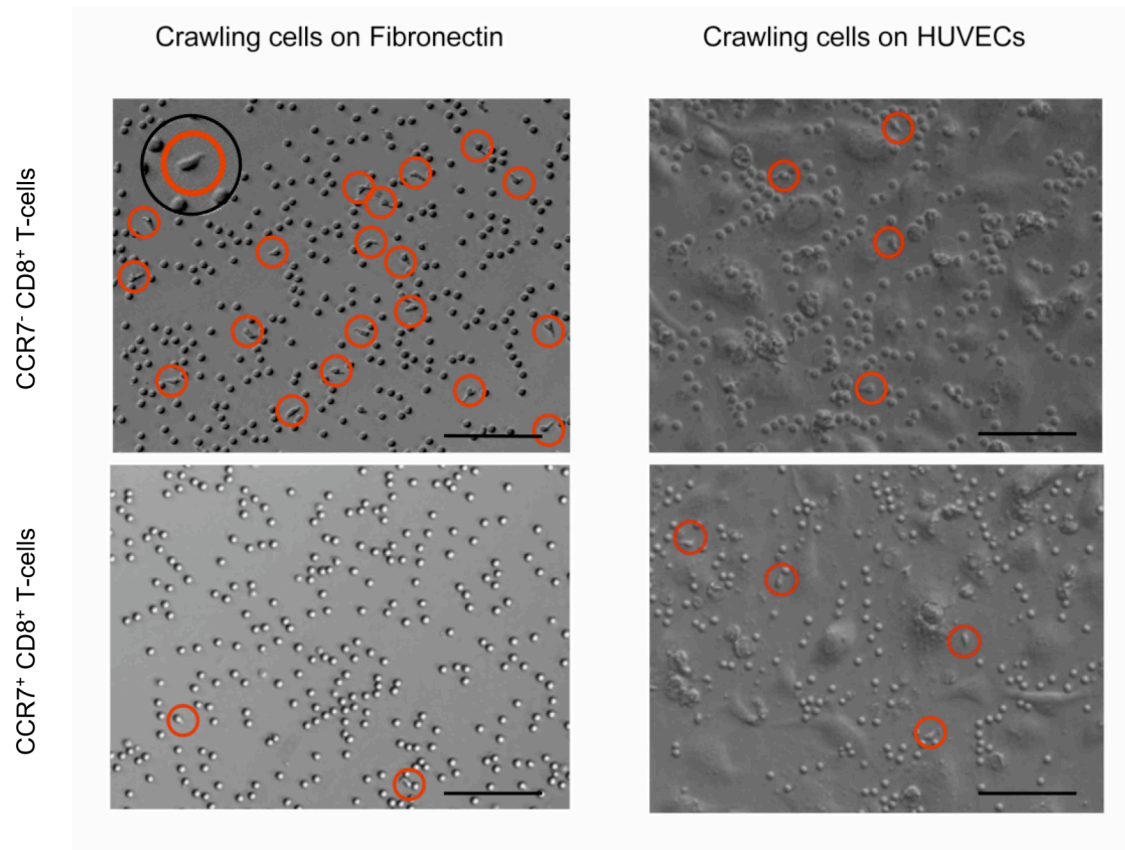 Crawling cells on Fibronectin
Crawling cells on HUVECs
CCR7⁻ CD8⁺ T-cells
CCR7⁺ CD8⁺ T-cells